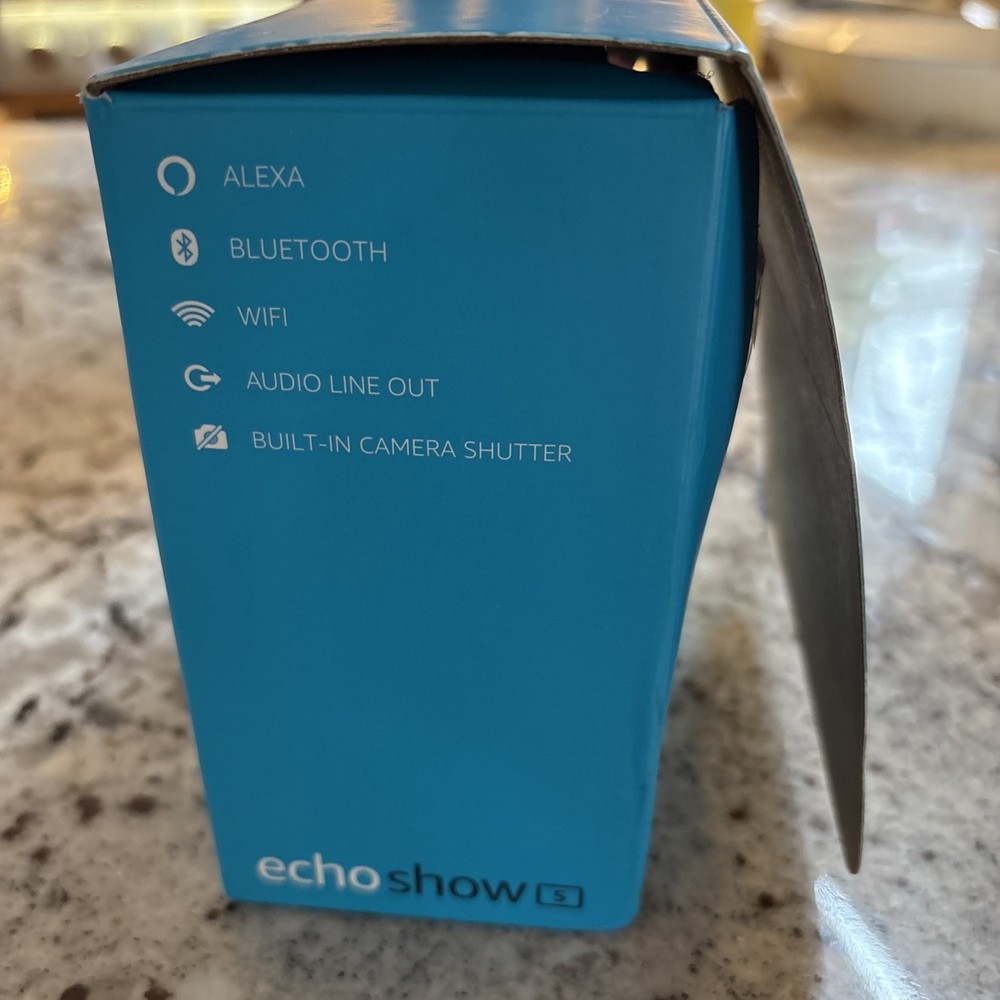 ALEXA
BLUETOOTH
WIFI
AUDIO LINE OUT
BUILT-IN CAMERA SHUTTER
echo show 5